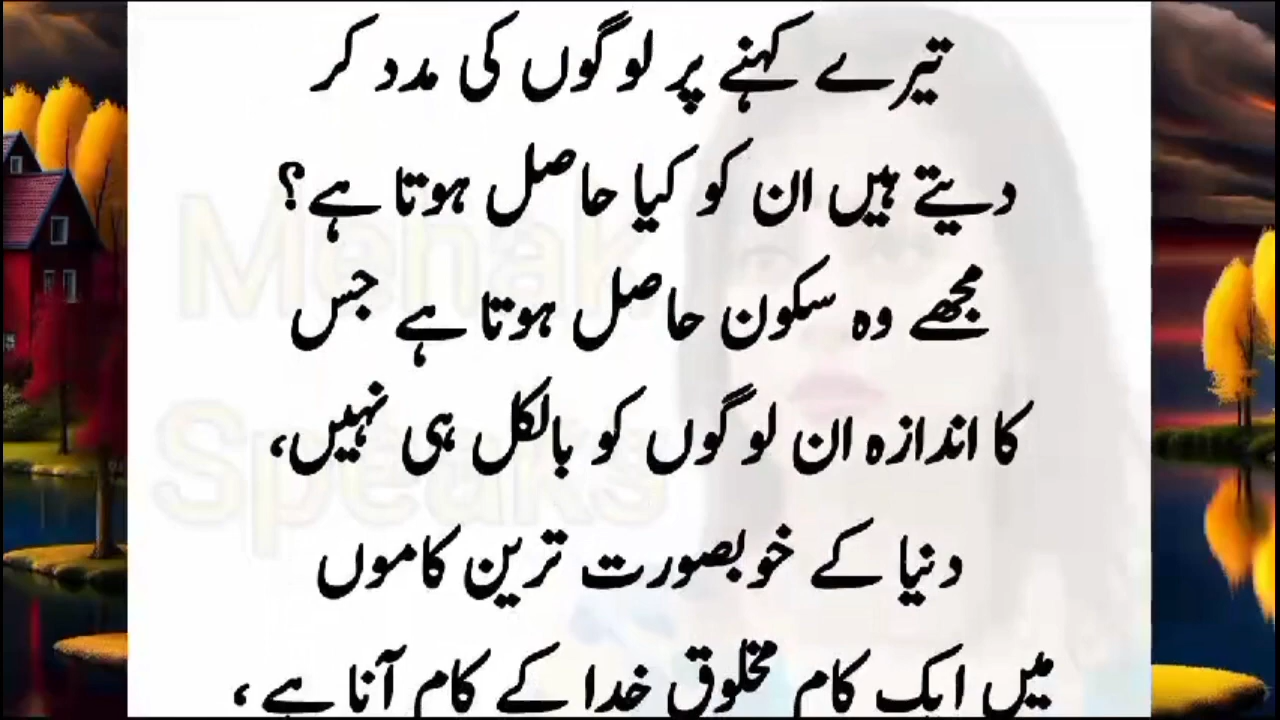 تیرے کہنے پر لوگوں کی مدد کر
دیتے ہیں ان کو کیا حاصل ہوتا ہے؟
مجھے وہ سکون حاصل ہوتا ہے جس
کا اندازہ ان لوگوں کو بالکل ہی نہیں،
دنیا کے خوبصورت ترین کاموں
میں ایک کام مخلوق خدا کے کام آنا ہے ،
Menak
Speaks